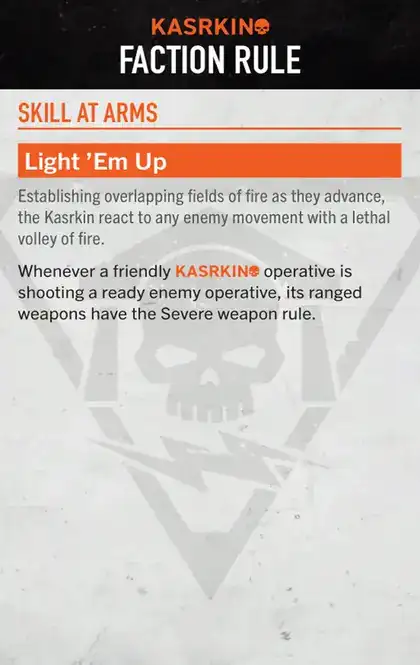 KASRKIN
FACTION RULE
SKILL AT ARMS
Light ’Em Up
Establishing overlapping fields of fire as they advance,
the Kasrkin react to any enemy movement with a lethal
volley of fire.
Whenever a friendly KASRKIN operative is
shooting a ready enemy operative, its ranged
weapons have the Severe weapon rule.